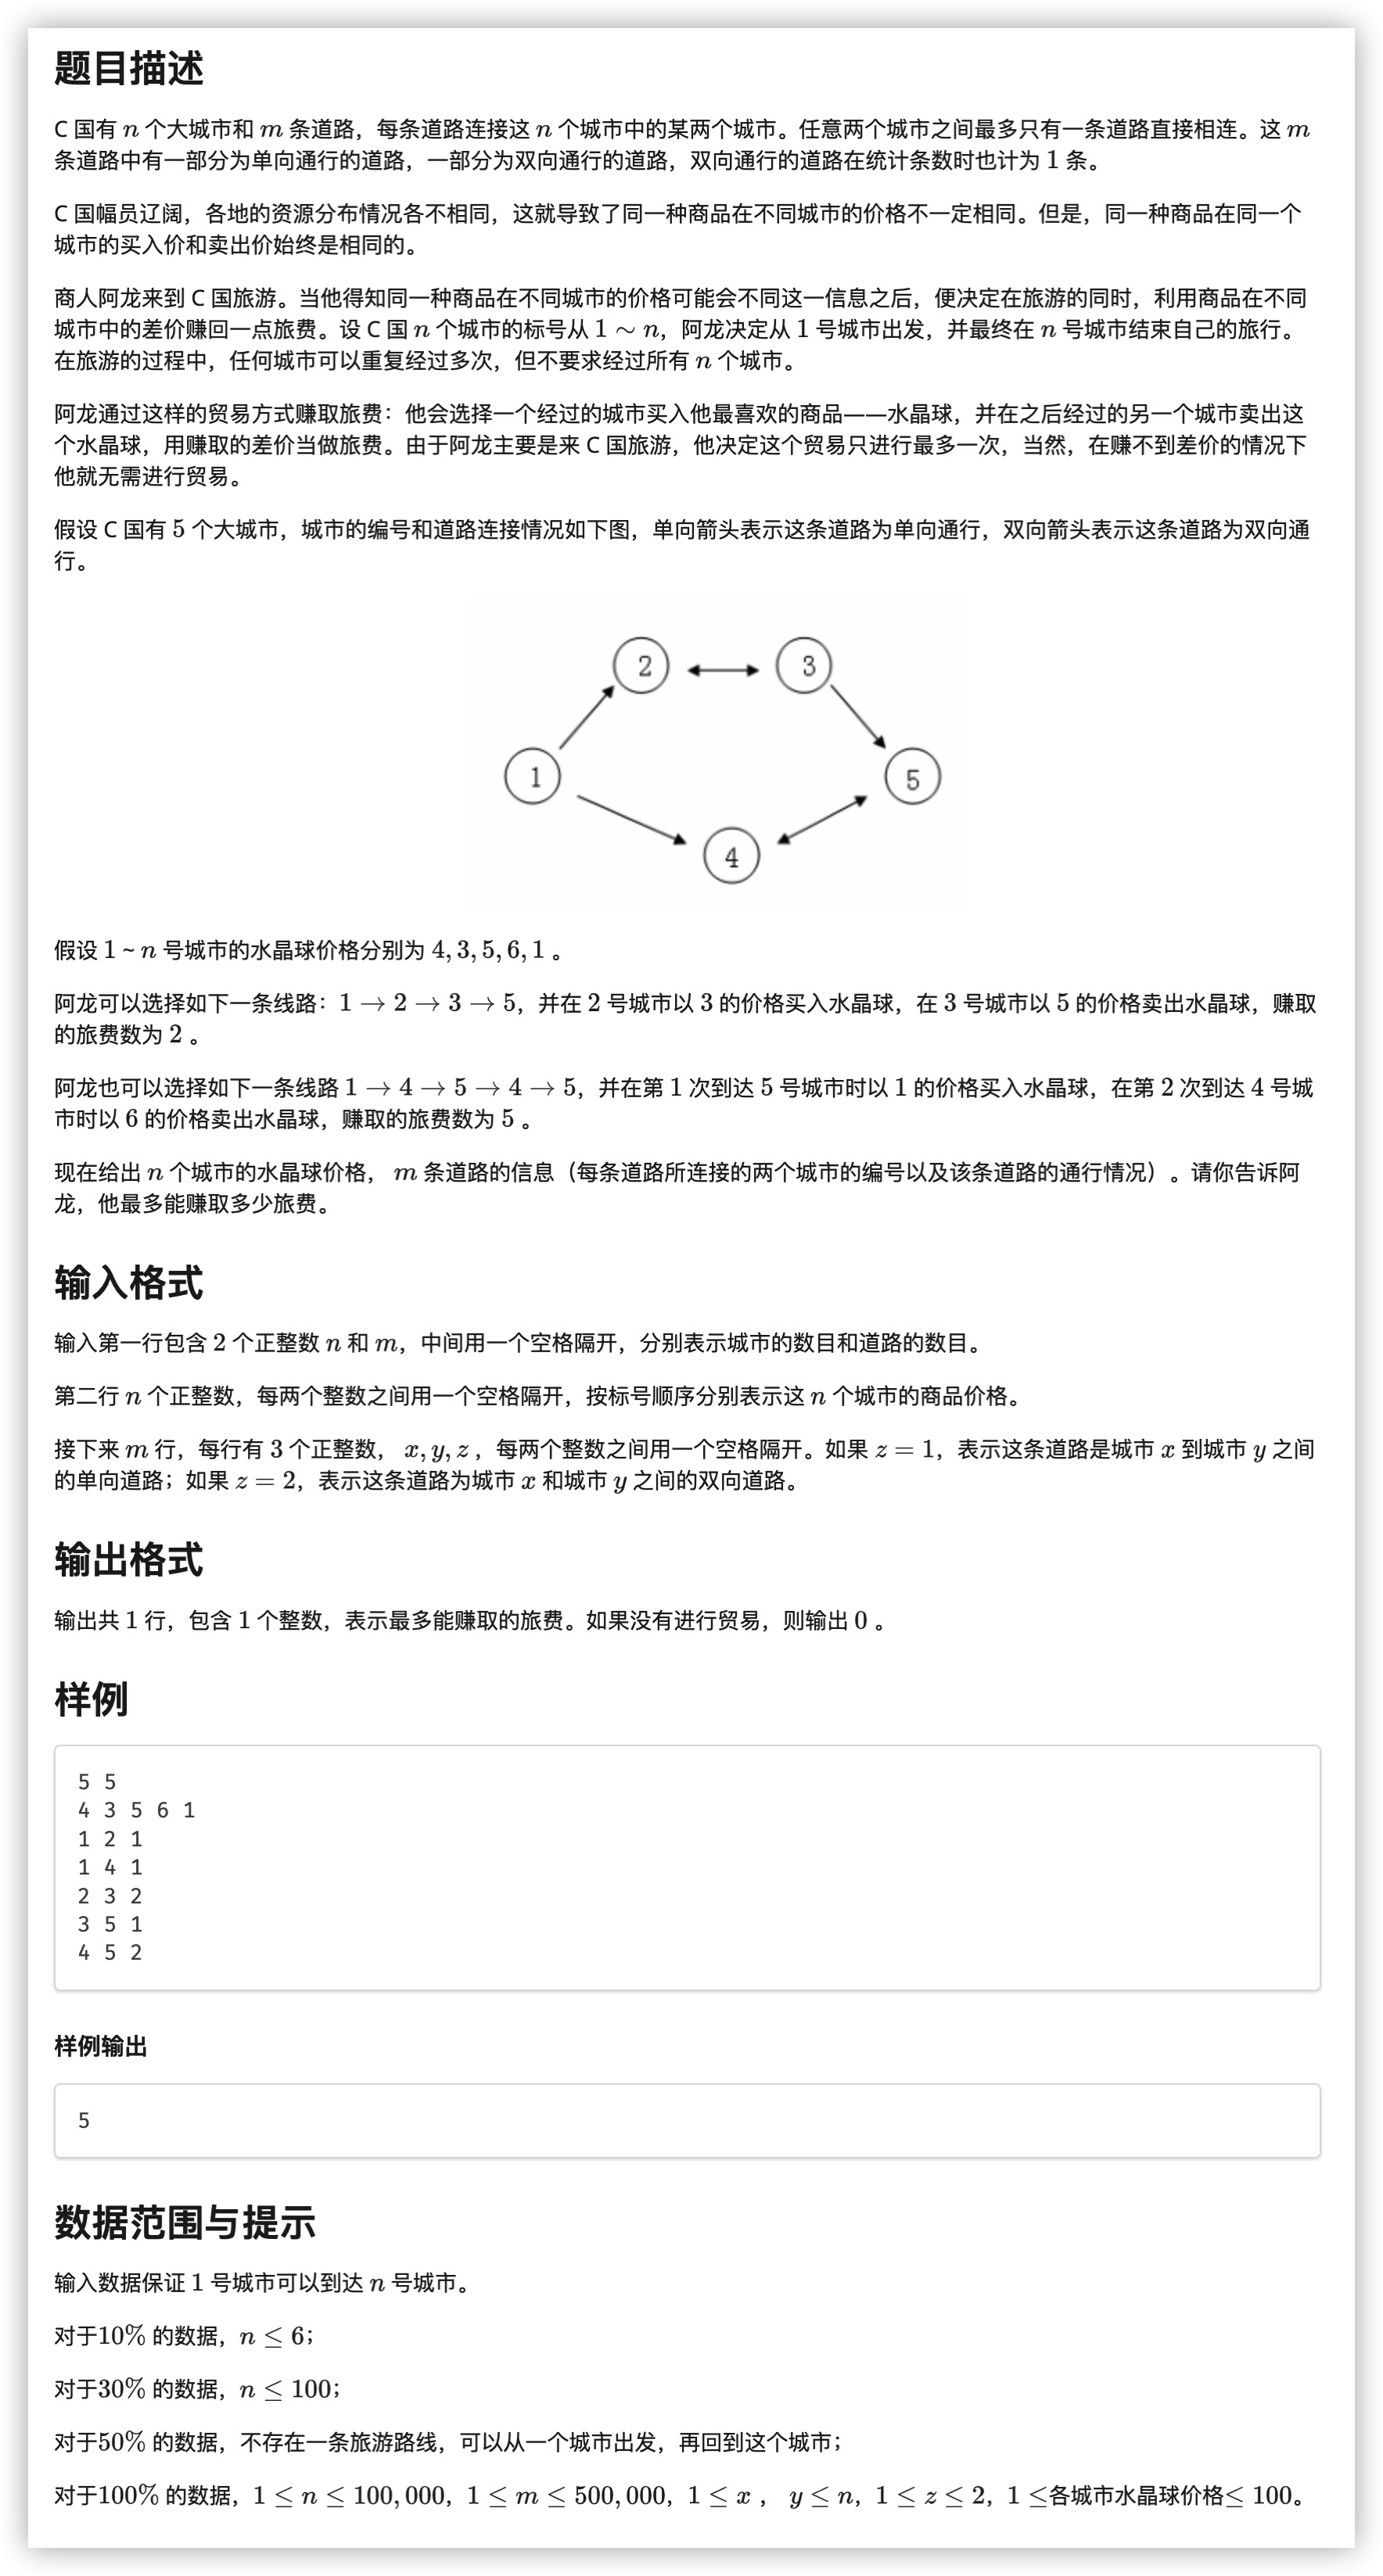 题目描述
C 国有 n 个大城市和 m 条道路，每条道路连接这 n 个城市中的某两个城市。任意两个城市之间最多只有一条道路直接相连。这 m
条道路中有一部分为单向通行的道路，一部分为双向通行的道路，双向通行的道路在统计条数时也计为 1 条。
C 国幅员辽阔，各地的资源分布情况各不相同，这就导致了同一种商品在不同城市的价格不一定相同。但是，同一种商品在同一个
城市的买入价和卖出价始终是相同的。
商人阿龙来到 C 国旅游。当他得知同一种商品在不同城市的价格可能会不同这一信息之后，便决定在旅游的同时，利用商品在不同
城市中的差价赚回一点旅费。设 C 国 n 个城市的标号从 1 ∼ n，阿龙决定从 1 号城市出发，并最终在 n 号城市结束自己的旅行。
在旅游的过程中，任何城市可以重复经过多次，但不要求经过所有 n 个城市。
阿龙通过这样的贸易方式赚取旅费：他会选择一个经过的城市买入他最喜欢的商品——水晶球，并在之后经过的另一个城市卖出这
个水晶球，用赚取的差价当做旅费。由于阿龙主要是来 C 国旅游，他决定这个贸易只进行最多一次，当然，在赚不到差价的情况下
他就无需进行贸易。
假设 C 国有 5 个大城市，城市的编号和道路连接情况如下图，单向箭头表示这条道路为单向通行，双向箭头表示这条道路为双向通
行。
2 3
1 5
4
假设 1 ~ n 号城市的水晶球价格分别为 4, 3, 5, 6, 1 。
阿龙可以选择如下一条线路：1 → 2 → 3 → 5，并在 2 号城市以 3 的价格买入水晶球，在 3 号城市以 5 的价格卖出水晶球，赚取
的旅费数为 2 。
阿龙也可以选择如下一条线路 1 → 4 → 5 → 4 → 5，并在第 1 次到达 5 号城市时以 1 的价格买入水晶球，在第 2 次到达 4 号城
市时以 6 的价格卖出水晶球，赚取的旅费数为 5 。
现在给出 n 个城市的水晶球价格， m 条道路的信息（每条道路所连接的两个城市的编号以及该条道路的通行情况）。请你告诉阿
龙，他最多能赚取多少旅费。
输入格式
输入第一行包含 2 个正整数 n 和 m，中间用一个空格隔开，分别表示城市的数目和道路的数目。
第二行 n 个正整数，每两个整数之间用一个空格隔开，按标号顺序分别表示这 n 个城市的商品价格。
接下来 m 行，每行有 3 个正整数， x, y, z ，每两个整数之间用一个空格隔开。如果 z = 1，表示这条道路是城市 x 到城市 y 之间
的单向道路；如果 z = 2，表示这条道路为城市 x 和城市 y 之间的双向道路。
输出格式
输出共 1 行，包含 1 个整数，表示最多能赚取的旅费。如果没有进行贸易，则输出 0 。
样例
5 5
4 3 5 6 1
1 2 1
1 4 1
2 3 2
3 5 1
4 5 2
样例输出
5
数据范围与提示
输入数据保证 1 号城市可以到达 n 号城市。
对于10% 的数据，n ≤ 6；
对于30% 的数据，n ≤ 100；
对于50% 的数据，不存在一条旅游路线，可以从一个城市出发，再回到这个城市；
对于100% 的数据，1 ≤ n ≤ 100, 000，1 ≤ m ≤ 500, 000，1 ≤ x ， y ≤ n，1 ≤ z ≤ 2，1 ≤各城市水晶球价格≤ 100。